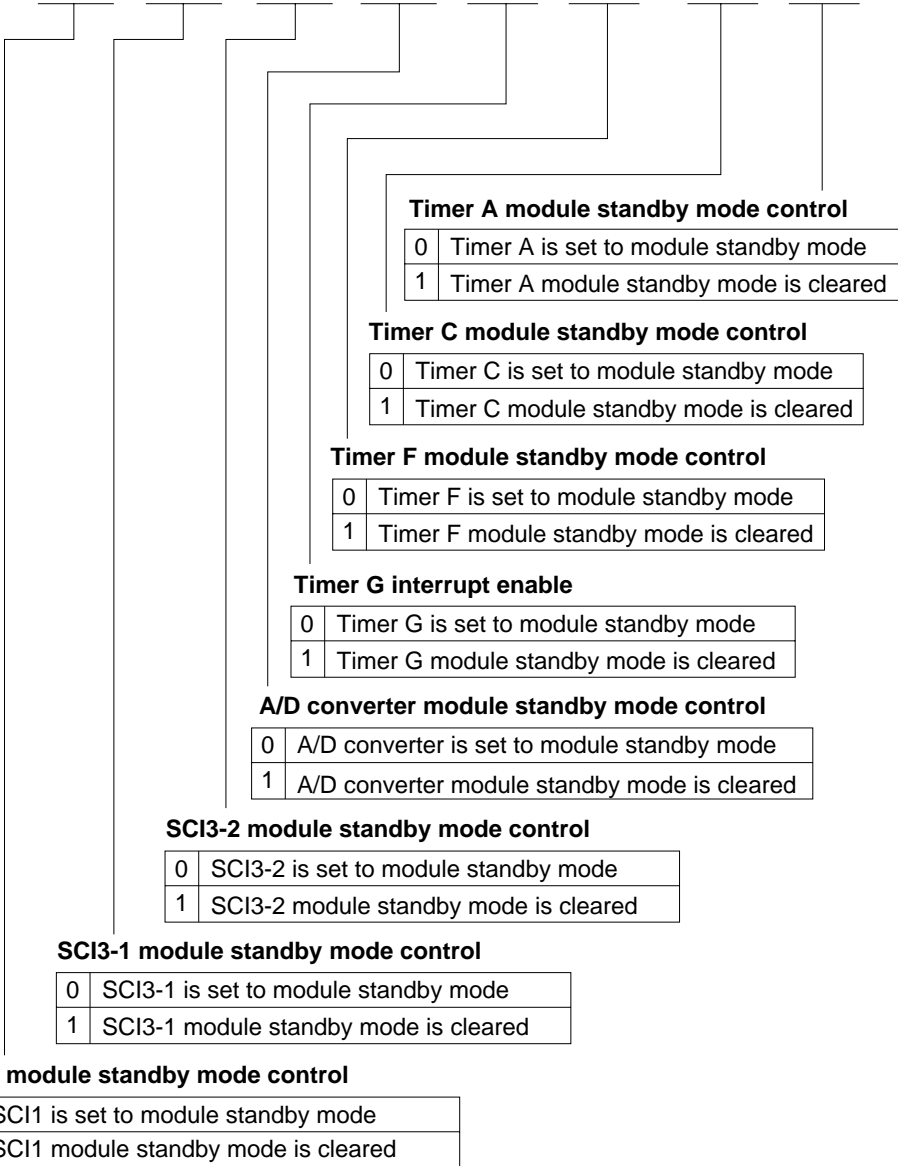 Timer A module standby mode control
0 Timer A is set to module standby mode
1 Timer A module standby mode is cleared
Timer C module standby mode control
0 Timer C is set to module standby mode
1 Timer C module standby mode is cleared
Timer F module standby mode control
0 Timer F is set to module standby mode
1 Timer F module standby mode is cleared
Timer G interrupt enable
0 Timer G is set to module standby mode
1 Timer G module standby mode is cleared
A/D converter module standby mode control
0 A/D converter is set to module standby mode
1 A/D converter module standby mode is cleared
SCI3-2 module standby mode control
0 SCI3-2 is set to module standby mode
1 SCI3-2 module standby mode is cleared
SCI3-1 module standby mode control
0 SCI3-1 is set to module standby mode
1 SCI3-1 module standby mode is cleared
module standby mode control
SCI1 is set to module standby mode
SCI1 module standby mode is cleared